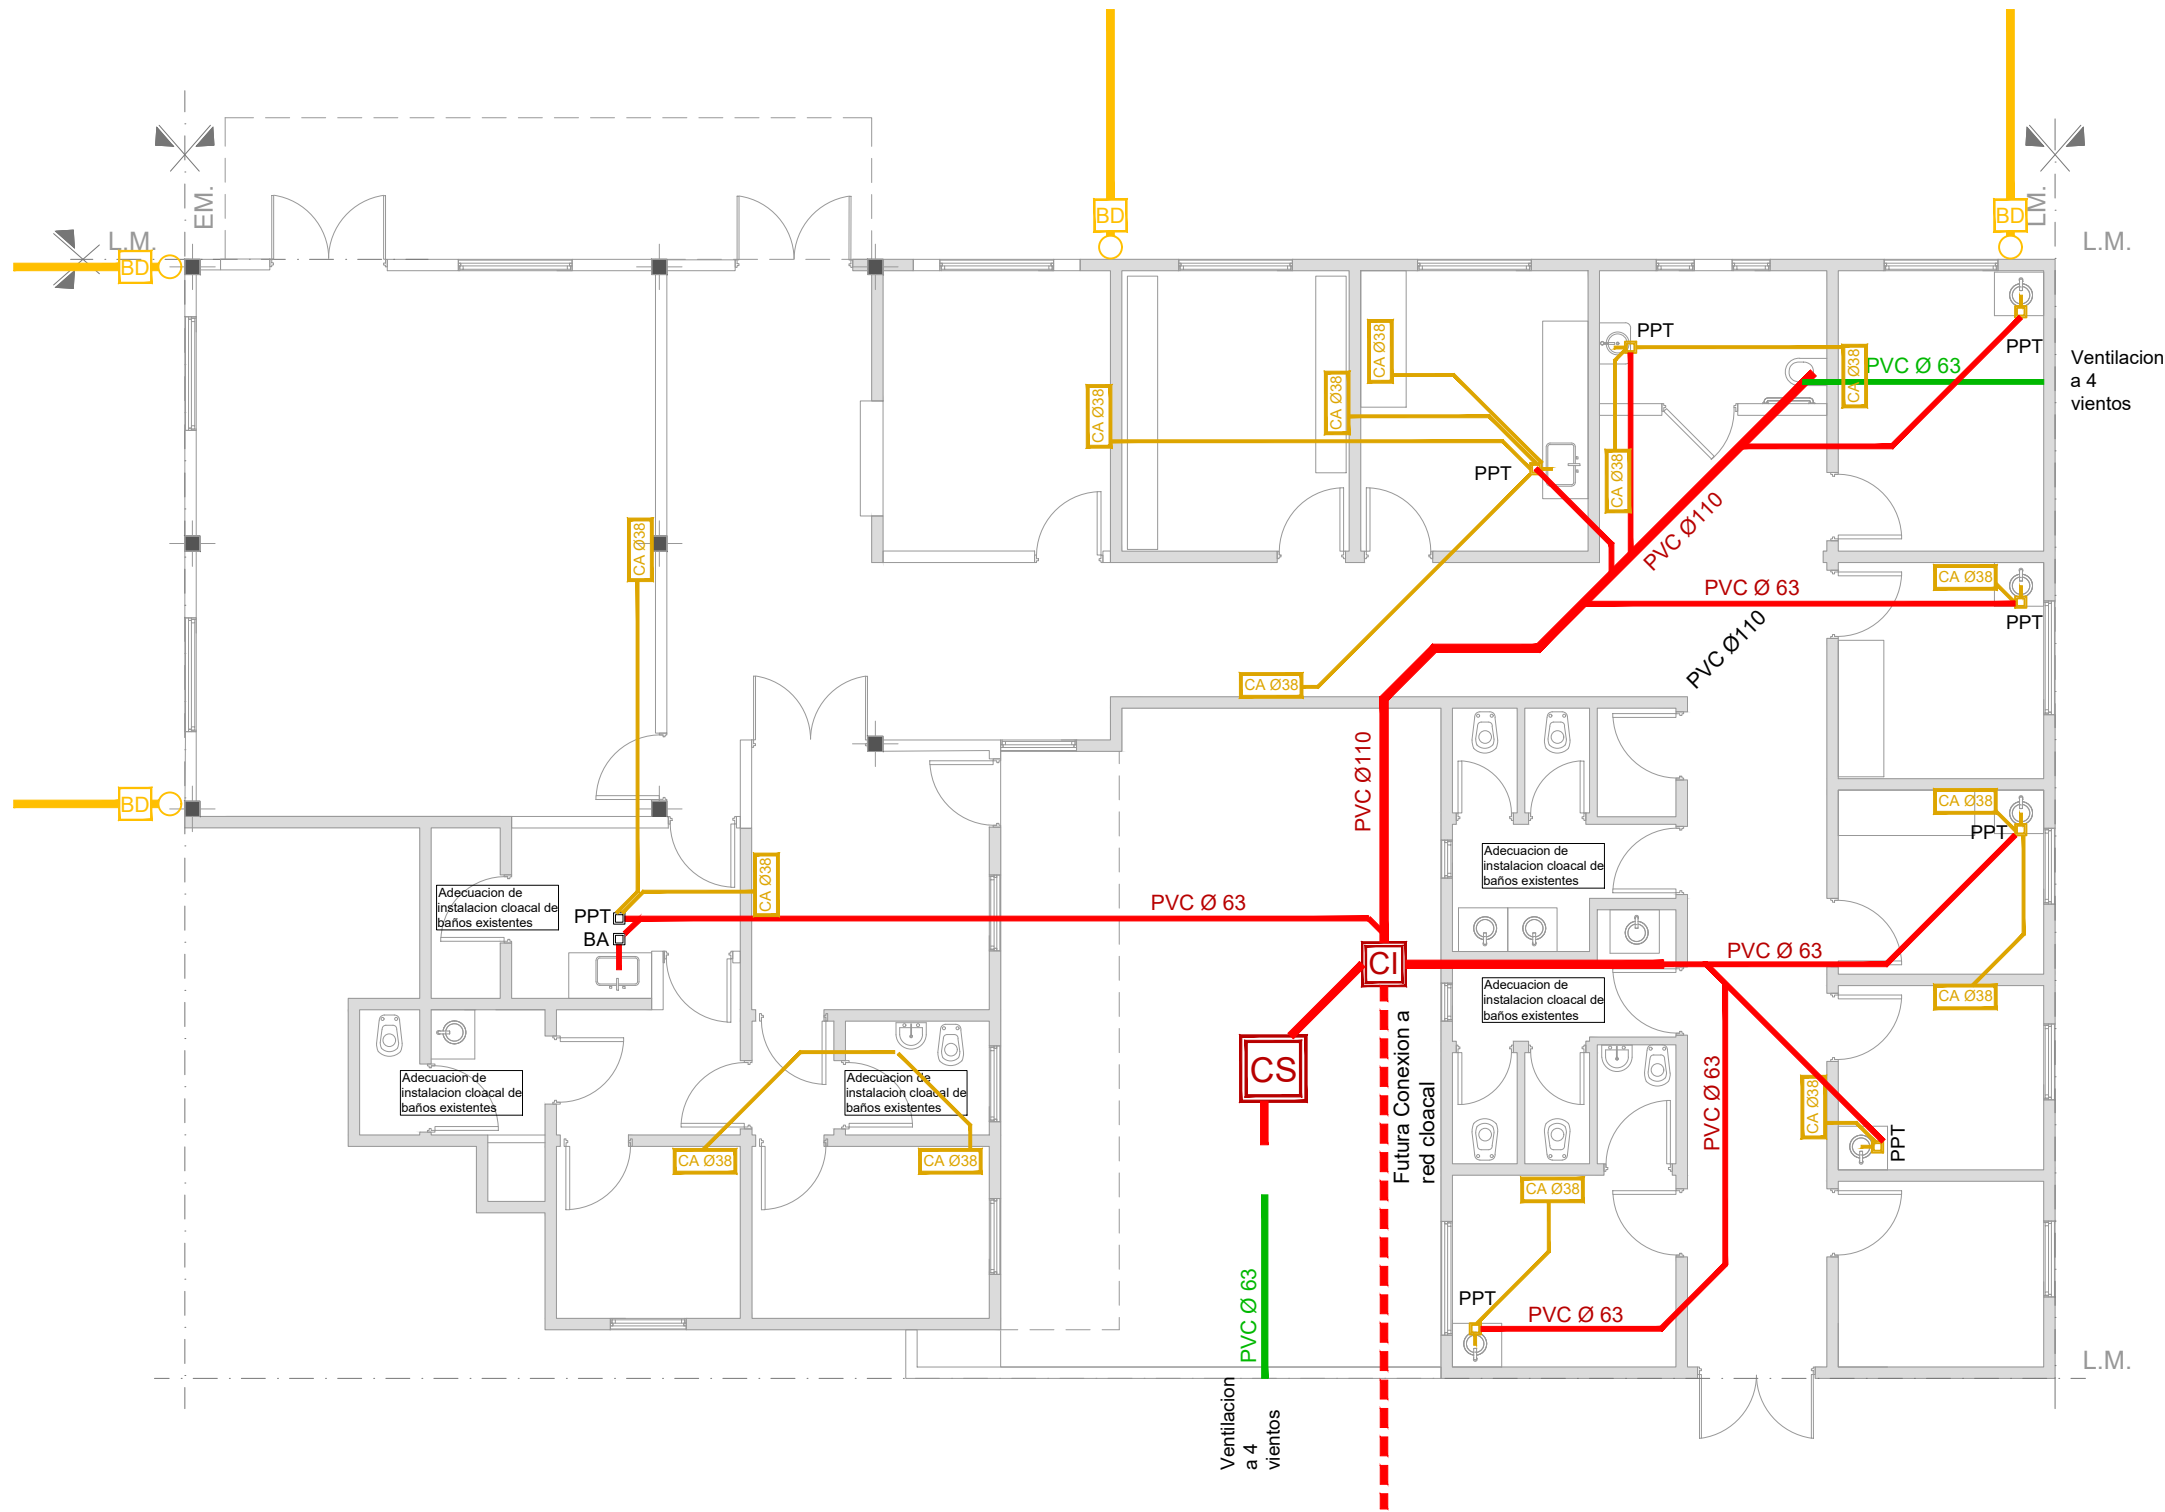 BD
BD
EM.
LM.
L.M.
L.M.
BD
PPT
CA Ø38
CA Ø38
CA Ø38
CA Ø38
PVC Ø 63
PPT
Ventilacion
a 4
vientos
PPT
CA Ø38
PVC Ø110
CA Ø38
PVC Ø 63
CA Ø38
PPT
PVC Ø110
CA Ø38
PVC Ø110
BD
CA Ø38
PPT
Adecuacion de
instalacion cloacal de
baños existentes
CA Ø38
Adecuacion de
instalacion cloacal de
baños existentes
PPT
BA
PVC Ø 63
PVC Ø 63
CI
Adecuacion de
instalacion cloacal de
baños existentes
CA Ø38
CS
Futura Conexion a
red cloacal
Adecuacion de
instalacion cloacal de
baños existentes
Adecuacion de
instalacion cloacal de
baños existentes
PVC Ø 63
CA Ø38
PPT
CA Ø38
CA Ø38
CA Ø38
PPT
PVC Ø 63
PVC Ø 63
L.M.
Ventilacion
a 4
vientos